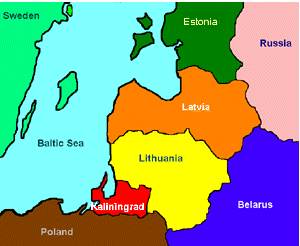 Sweden
Estonia
Russia
Latvia
Baltic Sea
Lithuania
Kaliningrad
Belarus
Poland